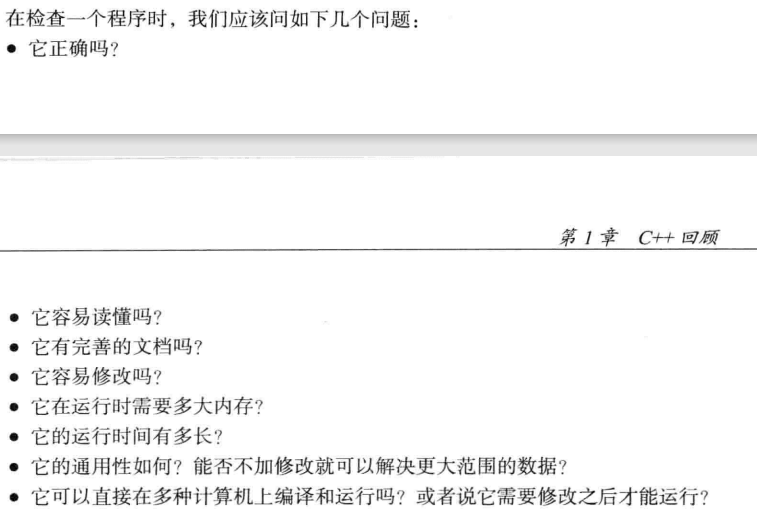 在检查一个程序时，我们应该问如下几个问题：
● 它正确吗？
第 1 章 C++ 回顾
● 它容易读懂吗？
● 它有完善的文档吗？
● 它容易修改吗？
● 它在运行时需要多大内存？
● 它的运行时间有多长？
● 它的通用性如何？能否不加修改就可以解决更大范围的数据？
● 它可以直接在多种计算机上编译和运行吗？或者说它需要修改之后才能运行？